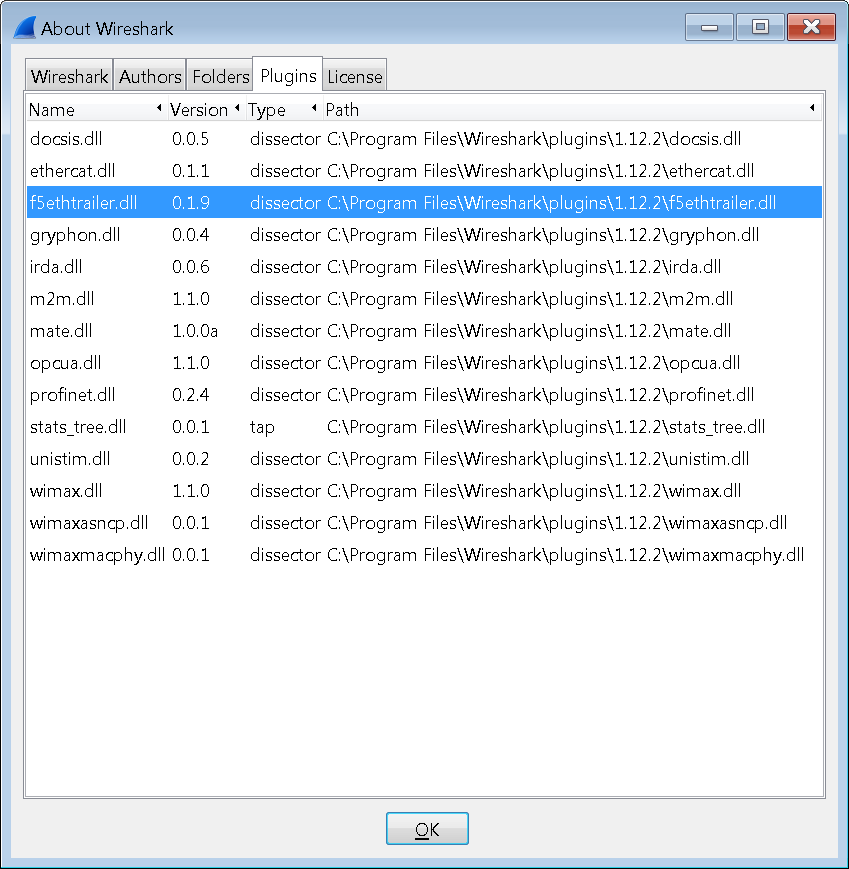 About Wireshark
Wireshark Authors Folders Plugins License
Name Version Type Path
docsis.dll 0.0.5 dissector C:\Program Files\Wireshark\plugins\1.12.2\docsis.dll
ethercat.dll 0.1.1 dissector C:\Program Files\Wireshark\plugins\1.12.2\ethercat.dll
f5ethtrailer.dll 0.1.9 dissector C:\Program Files\Wireshark\plugins\1.12.2\f5ethtrailer.dll
gryphon.dll 0.0.4 dissector C:\Program Files\Wireshark\plugins\1.12.2\gryphon.dll
irda.dll 0.0.6 dissector C:\Program Files\Wireshark\plugins\1.12.2\irda.dll
m2m.dll 1.1.0 dissector C:\Program Files\Wireshark\plugins\1.12.2\m2m.dll
mate.dll 1.0.0a dissector C:\Program Files\Wireshark\plugins\1.12.2\mate.dll
opcua.dll 1.1.0 dissector C:\Program Files\Wireshark\plugins\1.12.2\opcua.dll
profinet.dll 0.2.4 dissector C:\Program Files\Wireshark\plugins\1.12.2\profinet.dll
stats_tree.dll 0.0.1 tap C:\Program Files\Wireshark\plugins\1.12.2\stats_tree.dll
unistim.dll 0.0.2 dissector C:\Program Files\Wireshark\plugins\1.12.2\unistim.dll
wimax.dll 1.1.0 dissector C:\Program Files\Wireshark\plugins\1.12.2\wimax.dll
wimaxasncp.dll 0.0.1 dissector C:\Program Files\Wireshark\plugins\1.12.2\wimaxasncp.dll
wimaxmacphy.dll 0.0.1 dissector C:\Program Files\Wireshark\plugins\1.12.2\wimaxmacphy.dll
OK